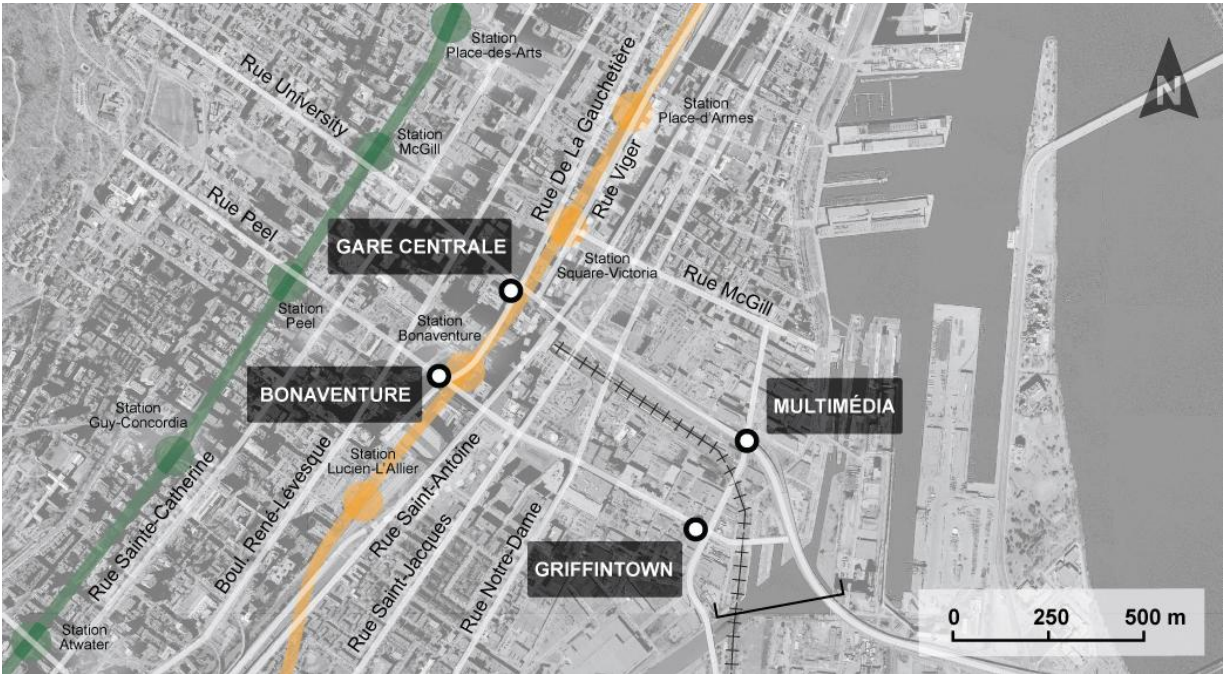 Station
Place-des-Arts
Rue University
Station
McGill
Rue De La Gauchetière
Station
Place-d'Armes
Rue Viger
N
Rue Peel
GARE CENTRALE
Station
Square-Victoria
Rue McGill
Station
Peel
Station
Bonaventure
BONAVENTURE
MULTIMÉDIA
Station
Guy-Concordia
Station
Lucien-L'Allier
Rue Sainte-Catherine
Boul. René-Lévesque
Rue Saint-Antoine
Rue Saint-Jacques
Rue Notre-Dame
GRIFFINTOWN
Station
Atwater
0 250 500 m